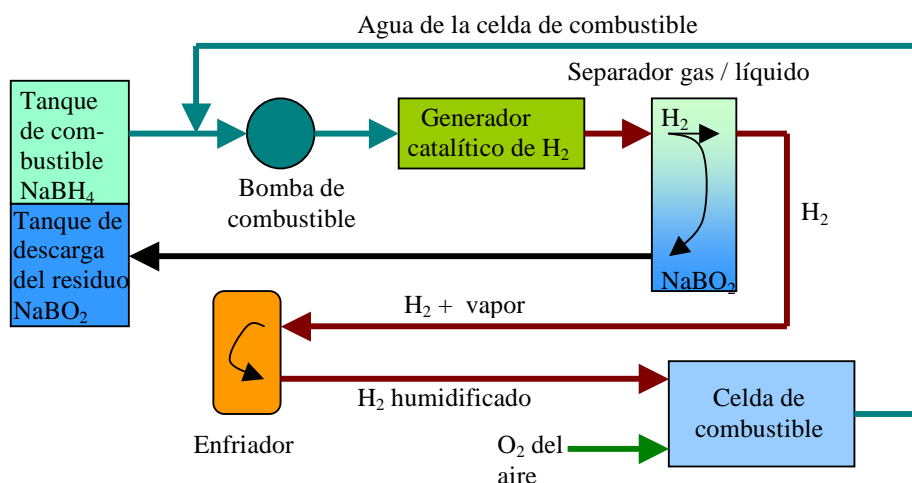 Agua de la celda de combustible
Separador gas / líquido
Tanque
de com-
bustible
NaBH₄
Generador
catalítico de H₂
H₂
Bomba de
combustible
H₂
Tanque de
descarga
del residuo
NaBO₂
NaBO₂
H₂ + vapor
H₂ humidificado
Celda de
combustible
Enfriador
O₂ del
aire